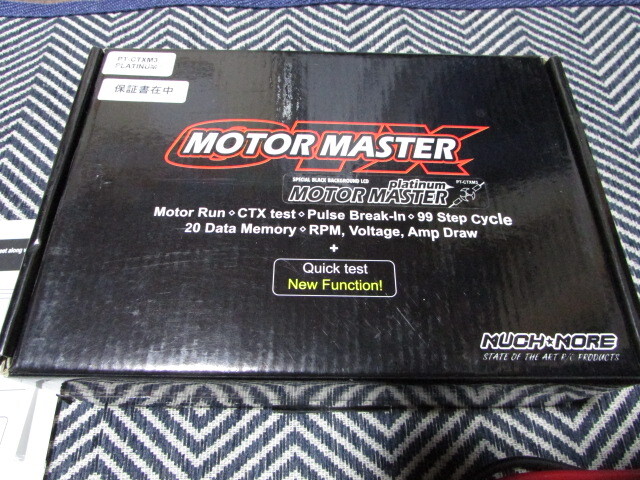 PT-CTXM3
PLATINUM
保証書在中
CTX
MOTOR MASTER
SPECIAL BLACK BACKGROUND LCD
platinum
PT-CTXM3
MOTOR MASTER
Motor Run ⋄ CTX test ⋄ Pulse Break-In ⋄ 99 Step Cycle
20 Data Memory ⋄ RPM, Voltage, Amp Draw
+
Quick test
New Function!
MUCH★MORE
STATE OF THE ART R/C PRODUCTS